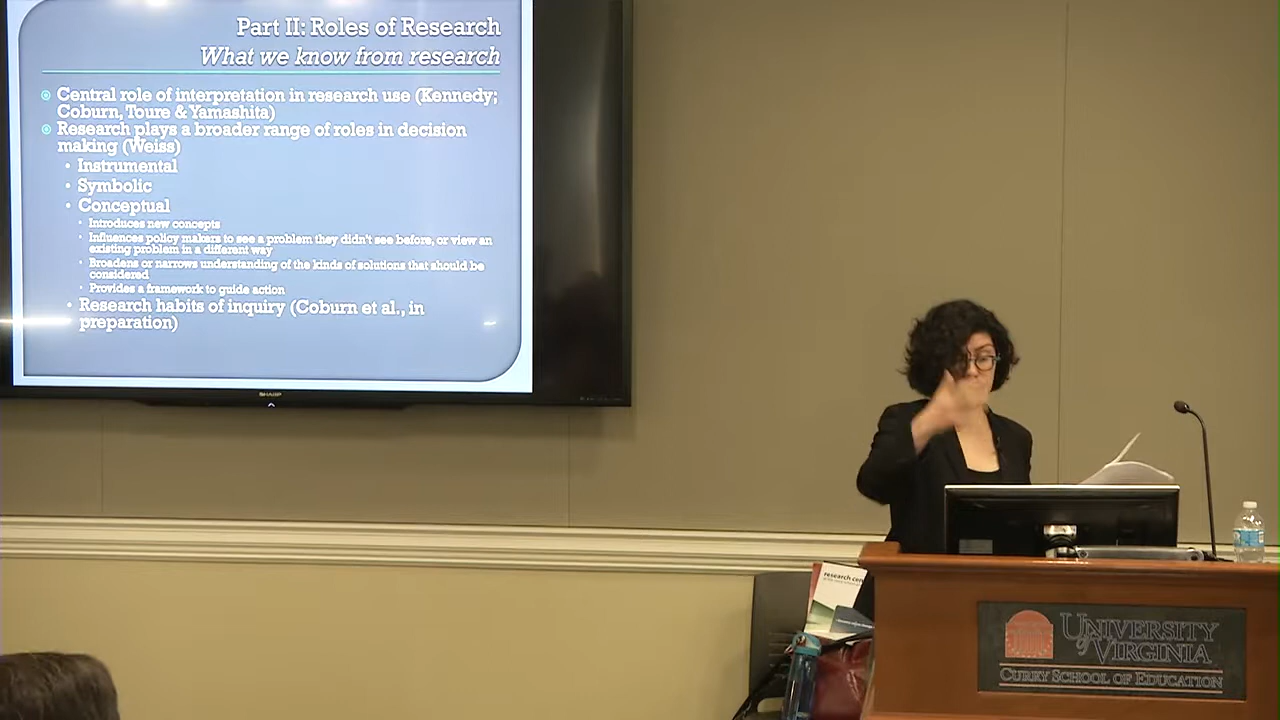 Part II: Roles of Research
What we know from research
Central role of interpretation in research use (Kennedy;
Coburn, Toure & Yamashita)
Research plays a broader range of roles in decision
making (Weiss)
Instrumental
Symbolic
Conceptual
Introduces new concepts
Influences policy makers to see a problem they didn't see before, or view an
existing problem in a different way
Broadens or narrows understanding of the kinds of solutions that should be
considered
Provides a framework to guide action
Research habits of inquiry (Coburn et al., in
preparation)
SHARP
research
UNIVERSITY
of VIRGINIA
CURRY SCHOOL OF EDUCATION